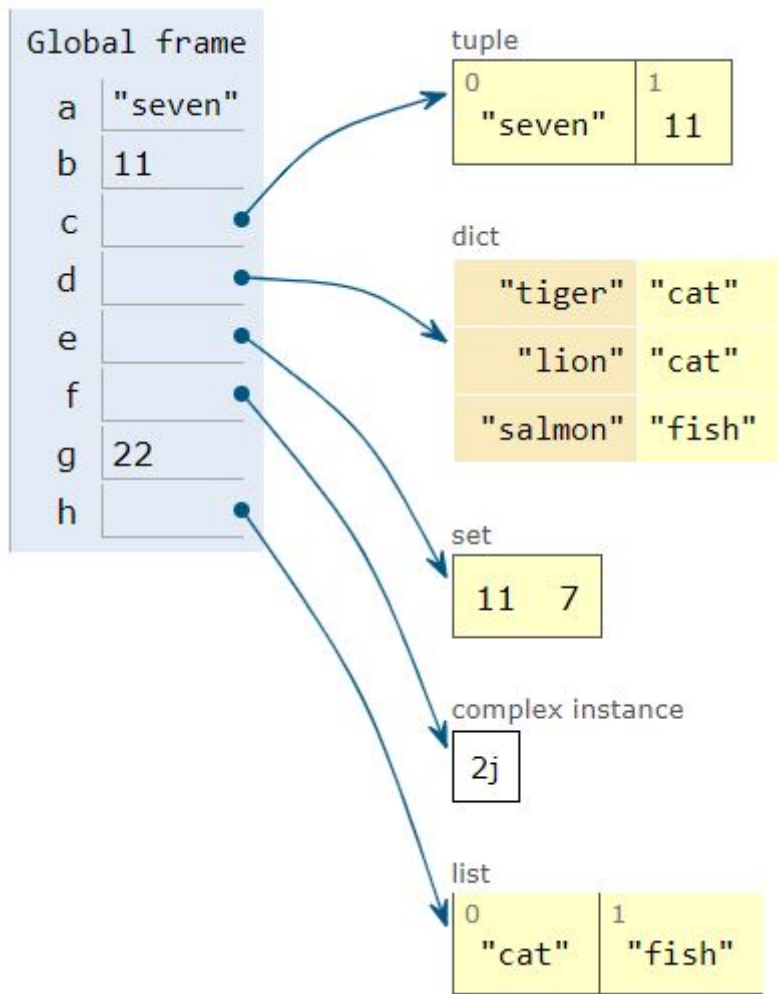 Global frame
a "seven"
b 11
c
d
e
f
g 22
h
tuple
0 1
"seven" 11
dict
"tiger" "cat"
"lion" "cat"
"salmon" "fish"
set
11 7
complex instance
2j
list
0 1
"cat" "fish"